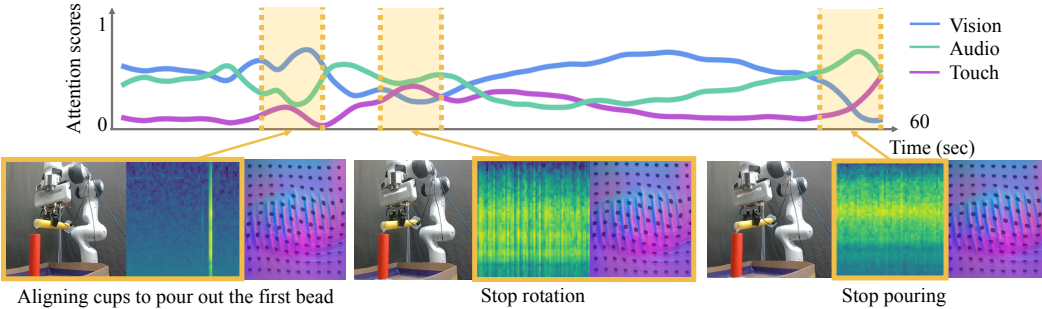 Attention scores
1
0
Vision
Audio
Touch
60
Time (sec)
Aligning cups to pour out the first bead
Stop rotation
Stop pouring